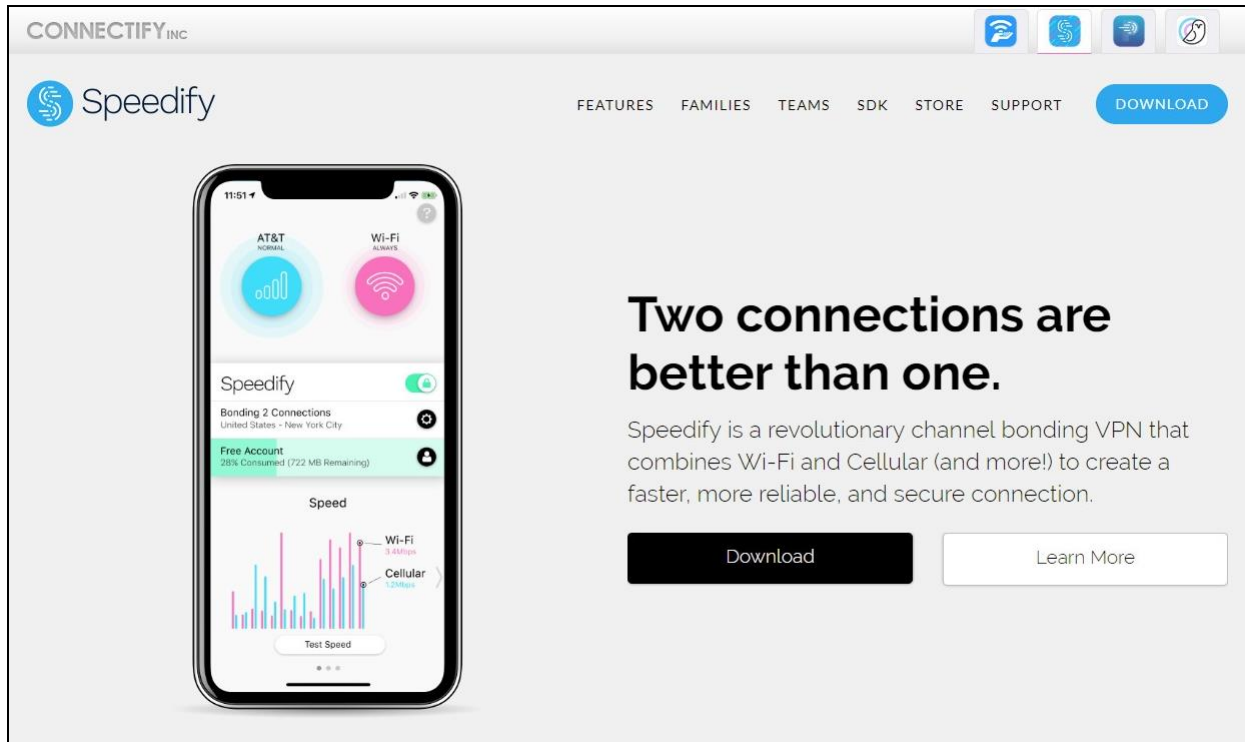 CONNECTIFY INC
Speedify
FEATURES FAMILIES TEAMS SDK STORE SUPPORT DOWNLOAD
11:51
?
AT&T Wi-Fi
NORMAL ALWAYS
Speedify
Bonding 2 Connections
United States - New York City
Free Account
28% Consumed (722 MB Remaining)
Speed
Wi-Fi
3.4Mbps
Cellular
1.2Mbps
Test Speed
Two connections are
better than one.
Speedify is a revolutionary channel bonding VPN that
combines Wi-Fi and Cellular (and more!) to create a
faster, more reliable, and secure connection.
Download Learn More